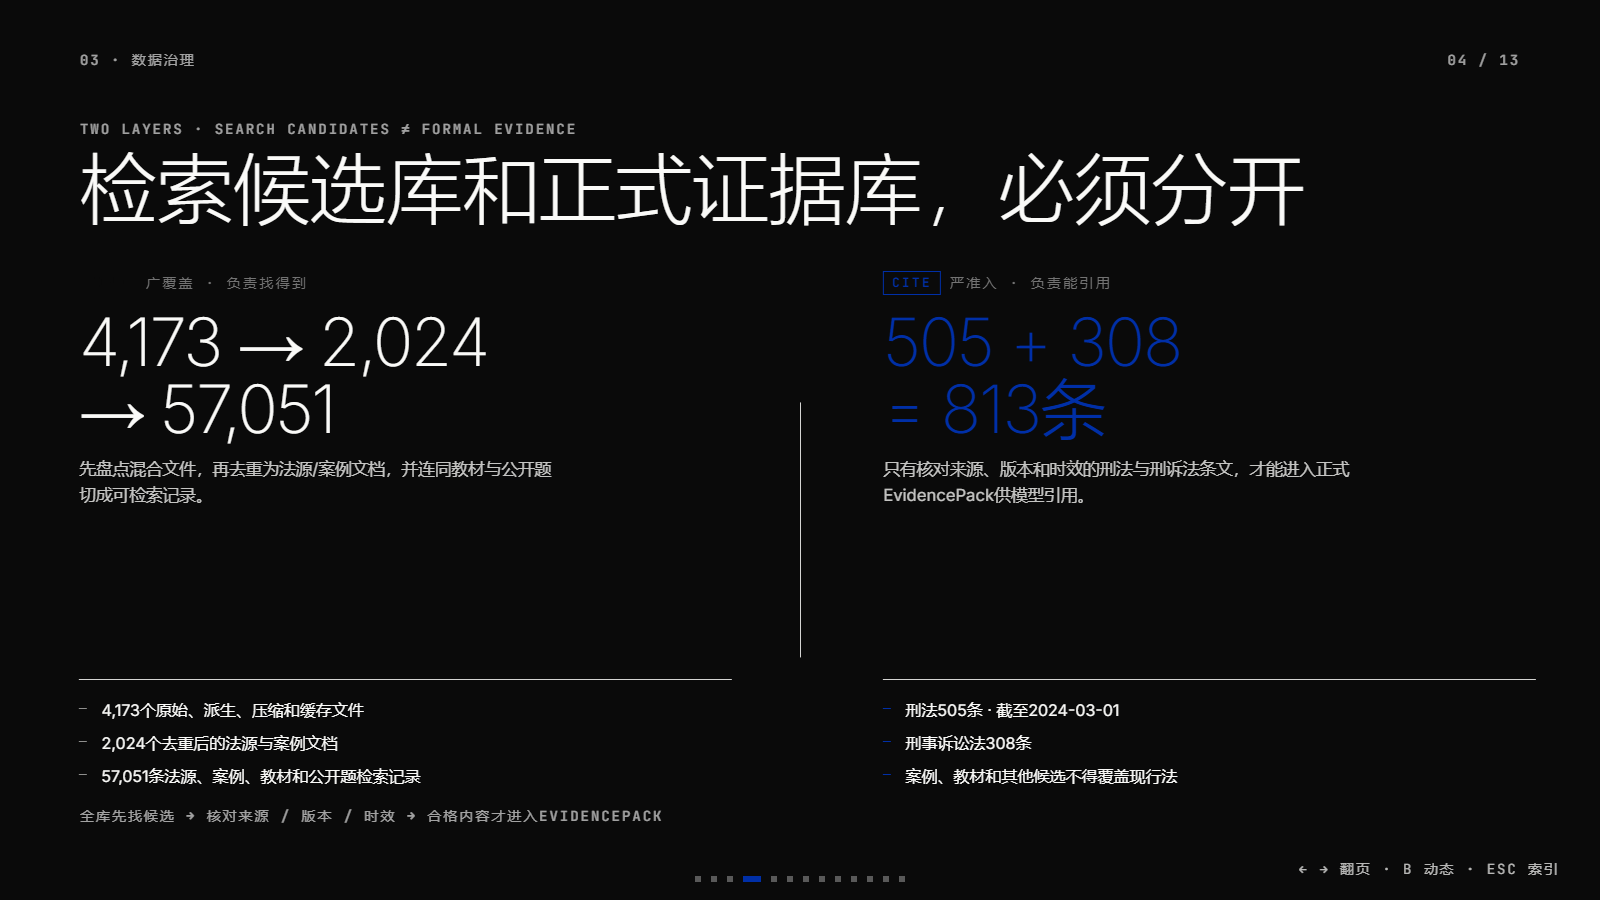 03 · 数据治理
04 / 13
TWO LAYERS · SEARCH CANDIDATES ≠ FORMAL EVIDENCE
检索候选库和正式证据库，必须分开
广覆盖 · 负责找得到
4,173 → 2,024
→ 57,051
先盘点混合文件，再去重为法源/案例文档，并连同教材与公开题
切成可检索记录。
— 4,173个原始、派生、压缩和缓存文件
— 2,024个去重后的法源与案例文档
— 57,051条法源、案例、教材和公开题检索记录
CITE 严准入 · 负责能引用
505 + 308
= 813条
只有核对来源、版本和时效的刑法与刑诉法条文，才能进入正式
EvidencePack供模型引用。
— 刑法505条 · 截至2024-03-01
— 刑事诉讼法308条
— 案例、教材和其他候选不得覆盖现行法
全库先找候选 → 核对来源 / 版本 / 时效 → 合格内容才进入EVIDENCEPACK
← → 翻页 · B 动态 · ESC 索引